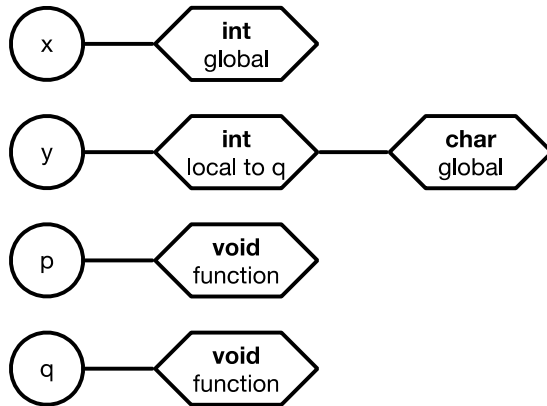 x
int
global
y
int
local to q
char
global
p
void
function
q
void
function